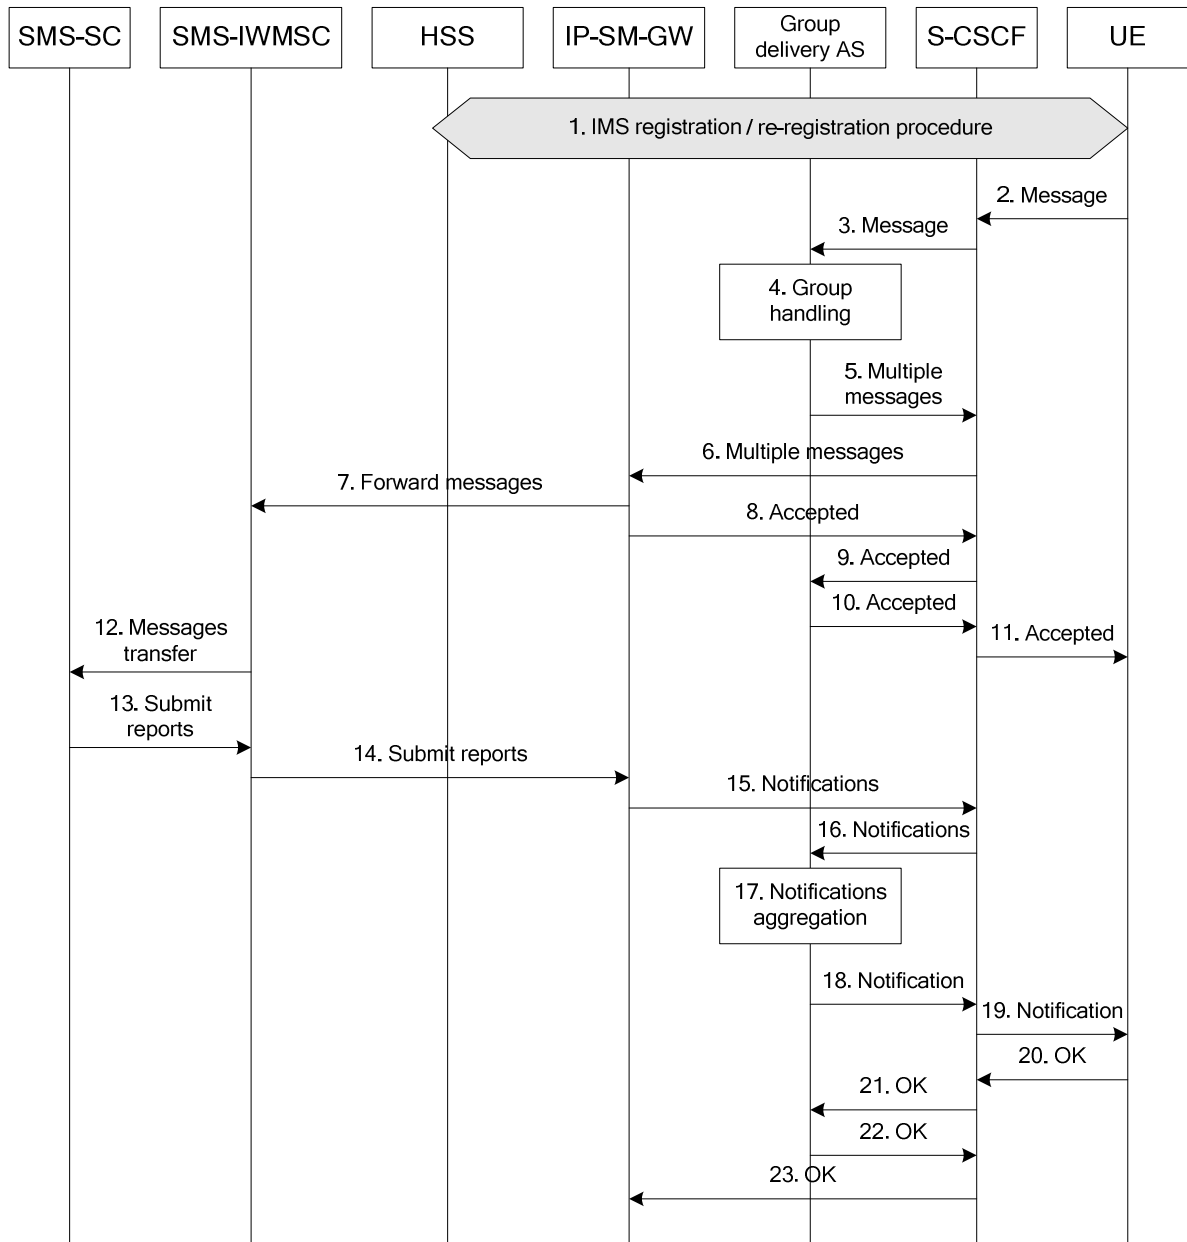 SMS-SC
SMS-IWMSC
HSS
IP-SM-GW
Group
delivery AS
S-CSCF
UE
1. IMS registration / re-registration procedure
2. Message
3. Message
4. Group
handling
5. Multiple
messages
6. Multiple messages
7. Forward messages
8. Accepted
9. Accepted
10. Accepted
11. Accepted
12. Messages
transfer
13. Submit
reports
14. Submit reports
15. Notifications
16. Notifications
17. Notifications
aggregation
18. Notification
19. Notification
20. OK
21. OK
22. OK
23. OK